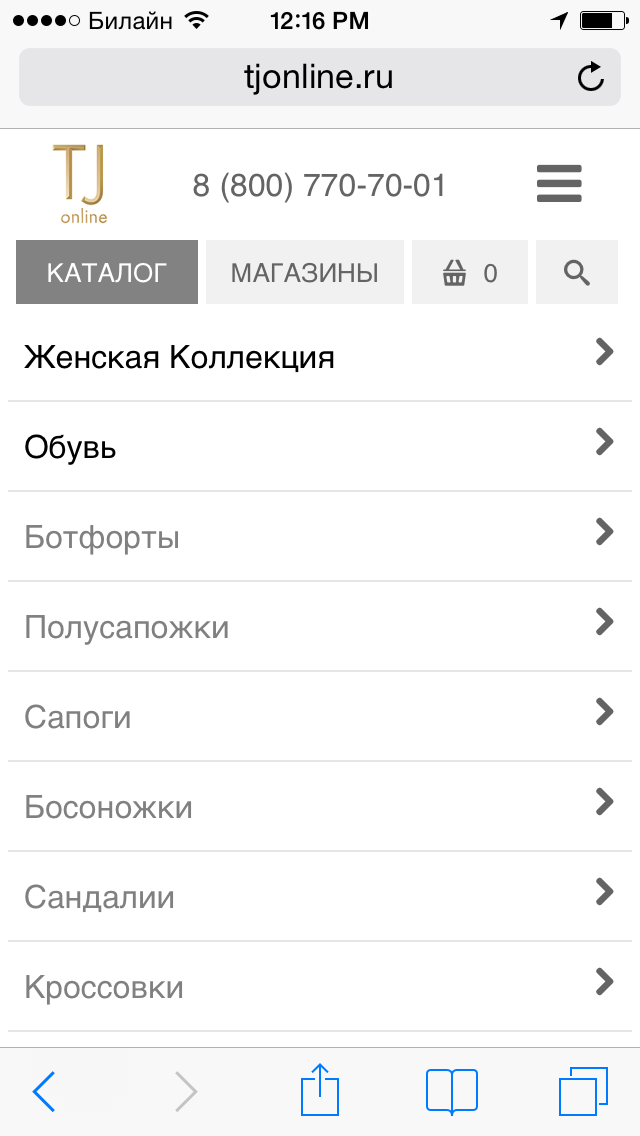 Билайн 12:16 PM
tjonline.ru
TJ
online
8 (800) 770-70-01
КАТАЛОГ МАГАЗИНЫ 0
Женская Коллекция
Обувь
Ботфорты
Полусапожки
Сапоги
Босоножки
Сандалии
Кроссовки